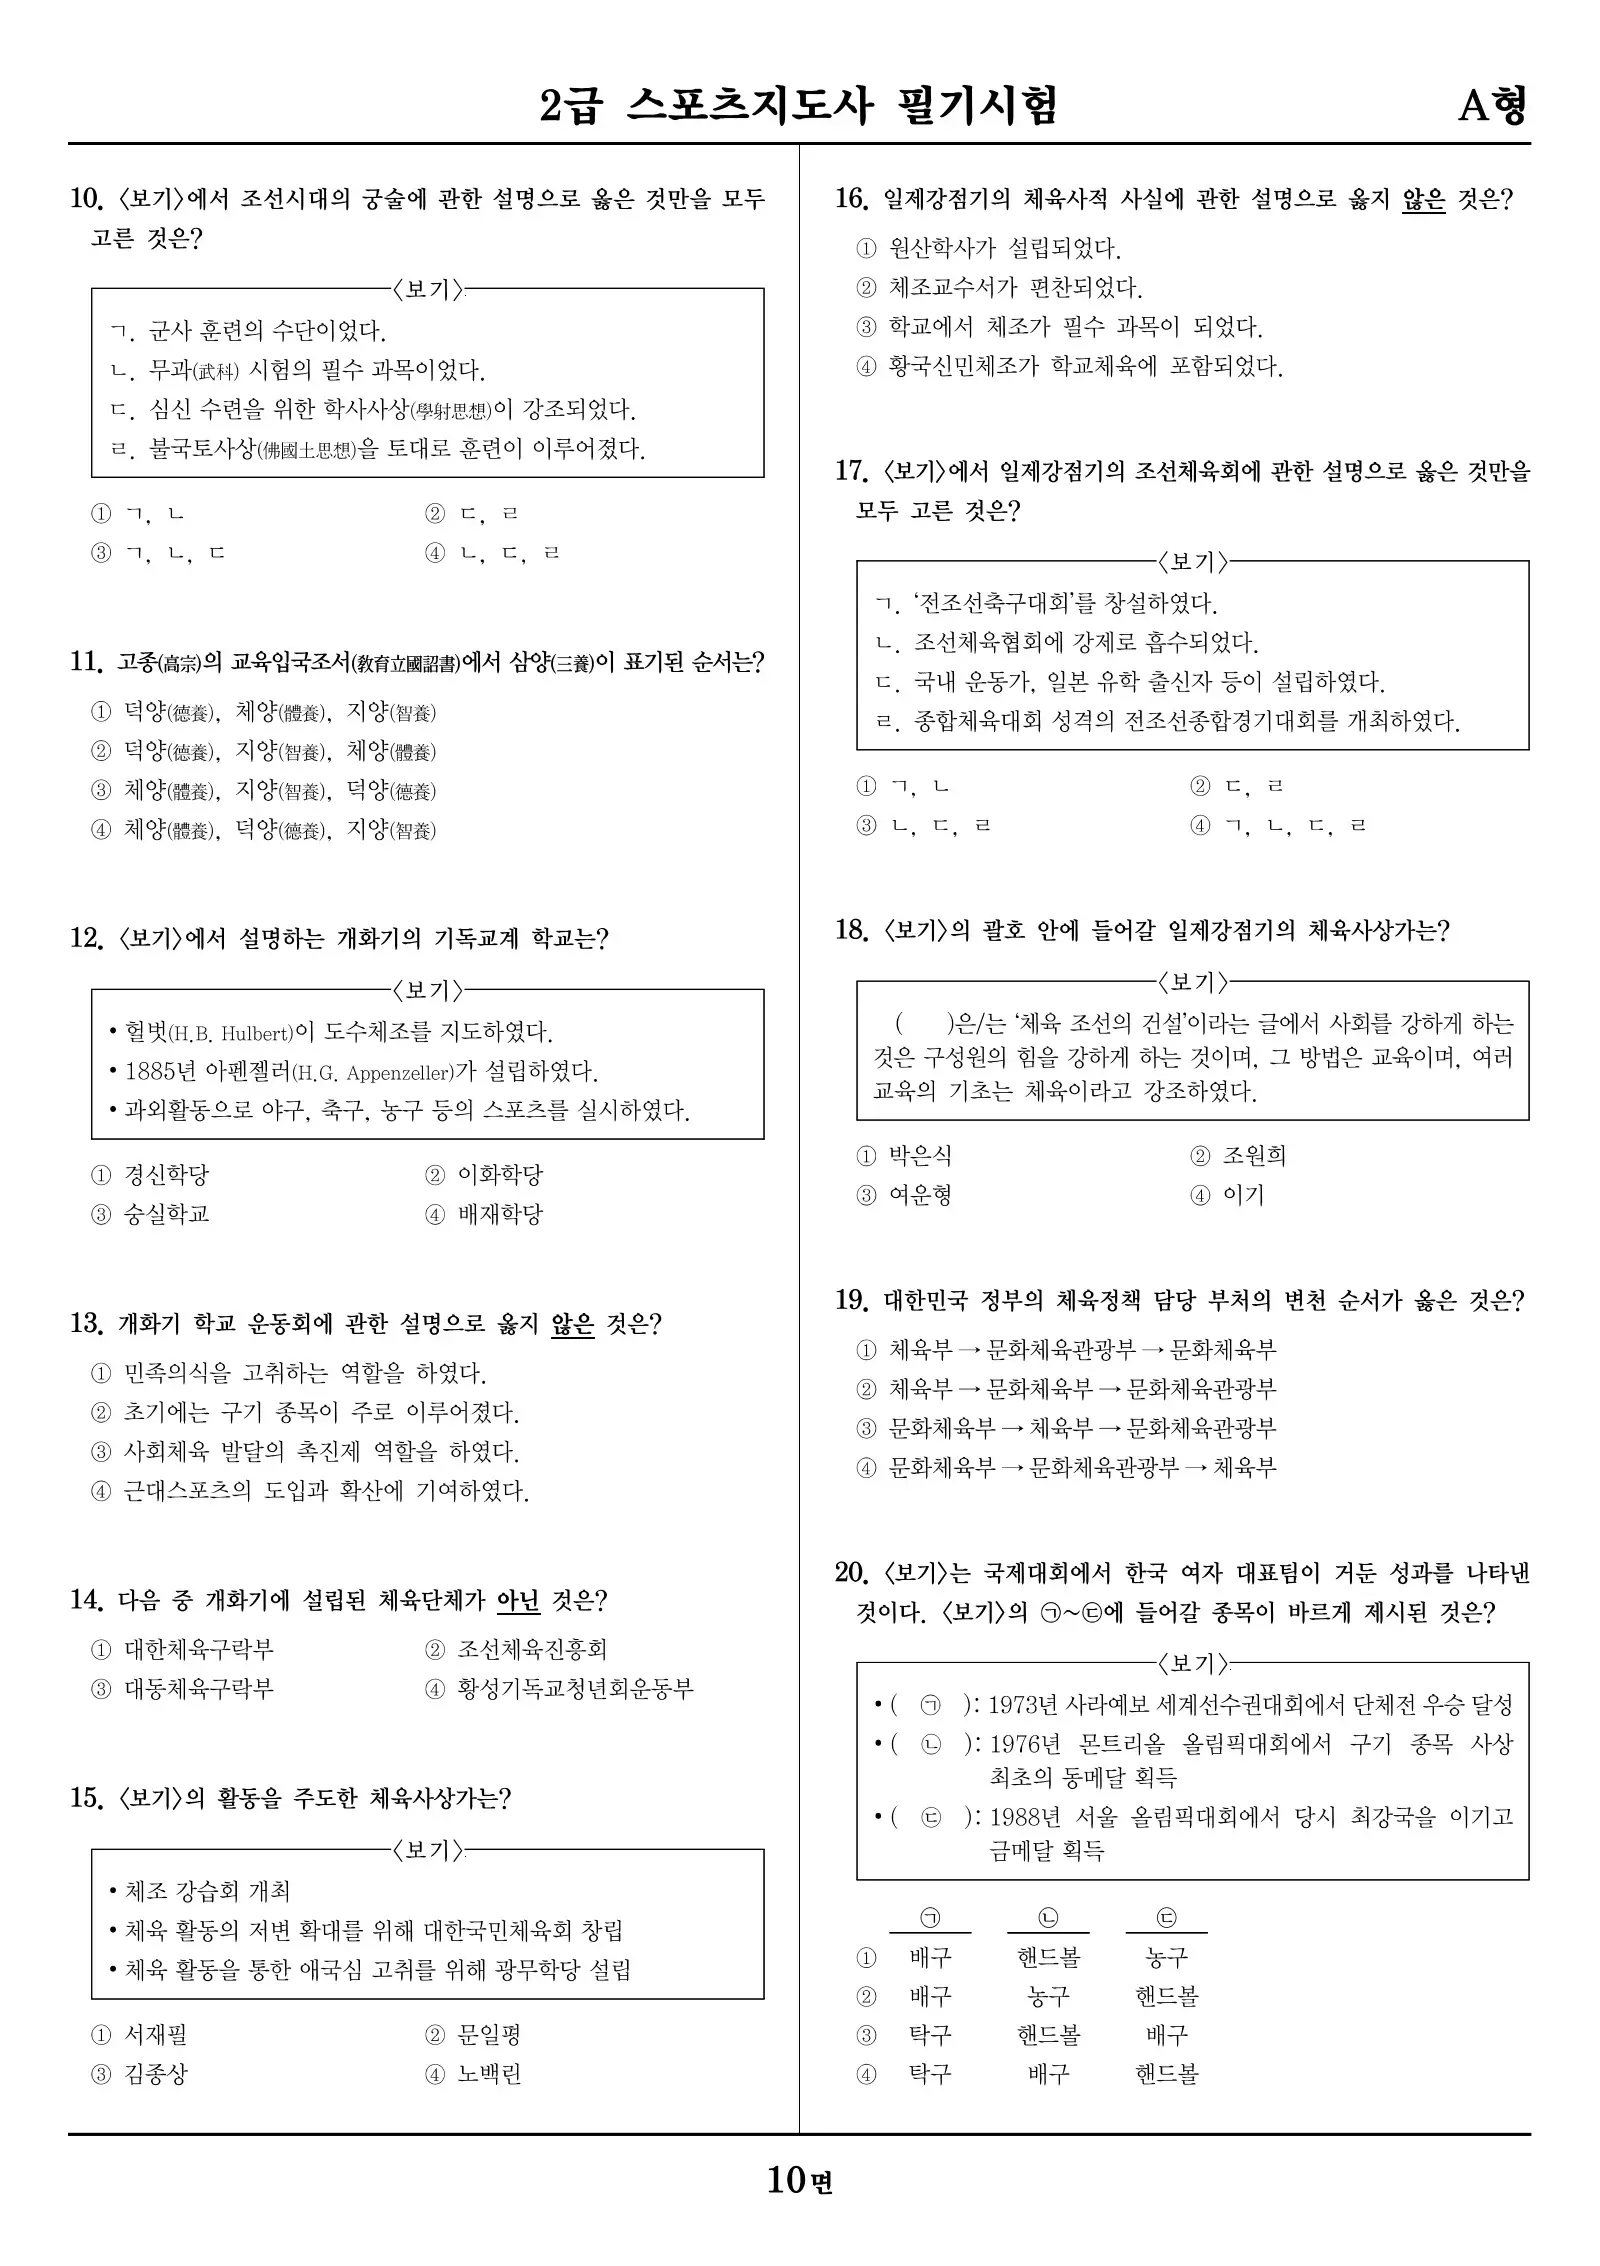 2급 스포츠지도사 필기시험
A형
10. 〈보기〉에서 조선시대의 궁술에 관한 설명으로 옳은 것만을 모두
고른 것은?
〈보기〉
ㄱ. 군사 훈련의 수단이었다.
ㄴ. 무과(武科) 시험의 필수 과목이었다.
ㄷ. 심신 수련을 위한 학사사상(學射思想)이 강조되었다.
ㄹ. 불국토사상(佛國土思想)을 토대로 훈련이 이루어졌다.
① ㄱ, ㄴ ② ㄷ, ㄹ
③ ㄱ, ㄴ, ㄷ ④ ㄴ, ㄷ, ㄹ
11. 고종(高宗)의 교육입국조서(敎育立國詔書)에서 삼양(三養)이 표기된 순서는?
① 덕양(德養), 체양(體養), 지양(智養)
② 덕양(德養), 지양(智養), 체양(體養)
③ 체양(體養), 지양(智養), 덕양(德養)
④ 체양(體養), 덕양(德養), 지양(智養)
12. 〈보기〉에서 설명하는 개화기의 기독교계 학교는?
〈보기〉
• 헐벗(H.B. Hulbert)이 도수체조를 지도하였다.
• 1885년 아펜젤러(H.G. Appenzeller)가 설립하였다.
• 과외활동으로 야구, 축구, 농구 등의 스포츠를 실시하였다.
① 경신학당 ② 이화학당
③ 숭실학교 ④ 배재학당
13. 개화기 학교 운동회에 관한 설명으로 옳지 않은 것은?
① 민족의식을 고취하는 역할을 하였다.
② 초기에는 구기 종목이 주로 이루어졌다.
③ 사회체육 발달의 촉진제 역할을 하였다.
④ 근대스포츠의 도입과 확산에 기여하였다.
14. 다음 중 개화기에 설립된 체육단체가 아닌 것은?
① 대한체육구락부 ② 조선체육진흥회
③ 대동체육구락부 ④ 황성기독교청년회운동부
15. 〈보기〉의 활동을 주도한 체육사상가는?
〈보기〉
• 체조 강습회 개최
• 체육 활동의 저변 확대를 위해 대한국민체육회 창립
• 체육 활동을 통한 애국심 고취를 위해 광무학당 설립
① 서재필 ② 문일평
③ 김종상 ④ 노백린
16. 일제강점기의 체육사적 사실에 관한 설명으로 옳지 않은 것은?
① 원산학사가 설립되었다.
② 체조교수서가 편찬되었다.
③ 학교에서 체조가 필수 과목이 되었다.
④ 황국신민체조가 학교체육에 포함되었다.
17. 〈보기〉에서 일제강점기의 조선체육회에 관한 설명으로 옳은 것만을
모두 고른 것은?
〈보기〉
ㄱ. ‘전조선축구대회’를 창설하였다.
ㄴ. 조선체육협회에 강제로 흡수되었다.
ㄷ. 국내 운동가, 일본 유학 출신자 등이 설립하였다.
ㄹ. 종합체육대회 성격의 전조선종합경기대회를 개최하였다.
① ㄱ, ㄴ ② ㄷ, ㄹ
③ ㄴ, ㄷ, ㄹ ④ ㄱ, ㄴ, ㄷ, ㄹ
18. 〈보기〉의 괄호 안에 들어갈 일제강점기의 체육사상가는?
〈보기〉
( )은/는 ‘체육 조선의 건설’이라는 글에서 사회를 강하게 하는
것은 구성원의 힘을 강하게 하는 것이며, 그 방법은 교육이며, 여러
교육의 기초는 체육이라고 강조하였다.
① 박은식 ② 조원희
③ 여운형 ④ 이기
19. 대한민국 정부의 체육정책 담당 부처의 변천 순서가 옳은 것은?
① 체육부 → 문화체육관광부 → 문화체육부
② 체육부 → 문화체육부 → 문화체육관광부
③ 문화체육부 → 체육부 → 문화체육관광부
④ 문화체육부 → 문화체육관광부 → 체육부
20. 〈보기〉는 국제대회에서 한국 여자 대표팀이 거둔 성과를 나타낸
것이다. 〈보기〉의 ㉠~㉢에 들어갈 종목이 바르게 제시된 것은?
〈보기〉
• ( ㉠ ): 1973년 사라예보 세계선수권대회에서 단체전 우승 달성
• ( ㉡ ): 1976년 몬트리올 올림픽대회에서 구기 종목 사상
최초의 동메달 획득
• ( ㉢ ): 1988년 서울 올림픽대회에서 당시 최강국을 이기고
금메달 획득
㉠ ㉡ ㉢
① 배구 핸드볼 농구
② 배구 농구 핸드볼
③ 탁구 핸드볼 배구
④ 탁구 배구 핸드볼
10면